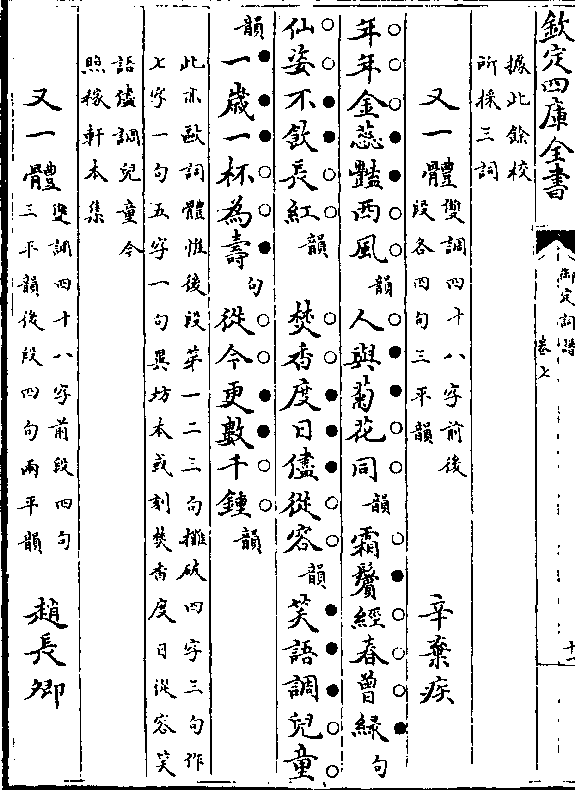 欽定四庫全書
御定詞譜
卷七
據此餘校
所採三詞
又一體
雙調四十八字前後
段各四句三平韻
辛棄疾
年年金蕊豔西風韻人與菊花同韻霜鬢經春曾緑句
仙姿不飲長紅韻 焚香度日儘從容韻笑語調兒童
韻一歲一杯為壽句從今更數千鍾韻
此亦歐詞體惟後段第一二三句攤破四字三句作
七字一句五字一句異坊本或刻焚香度日從容笑
語儘調兒童今
照稼軒本集
又一體
雙調四十八字前段四句
三平韻後段四句兩平韻
趙長卿